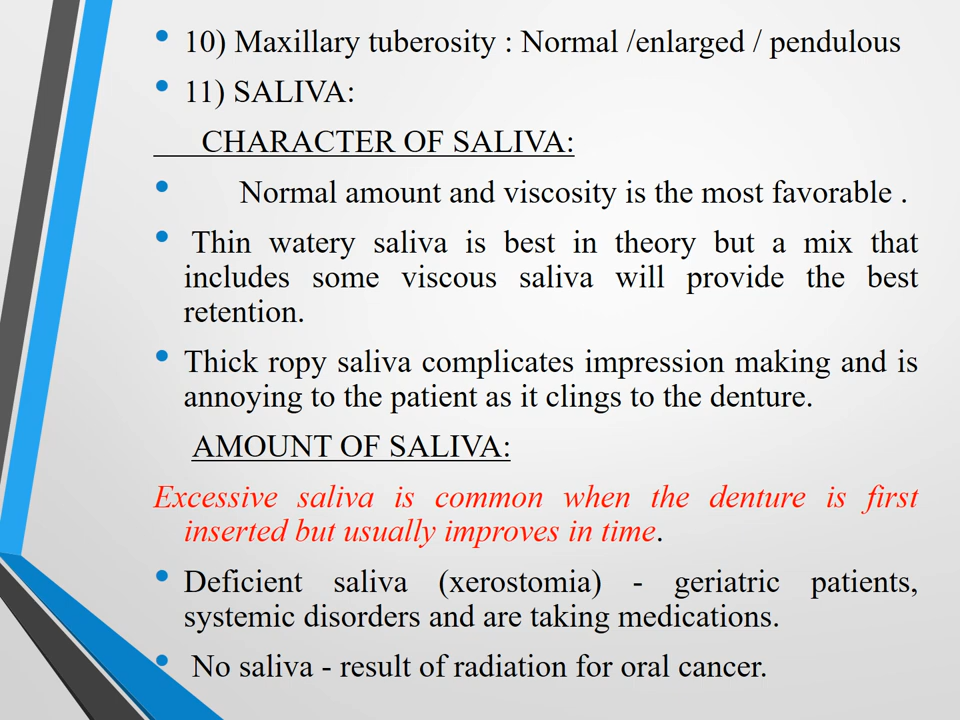 • 10) Maxillary tuberosity : Normal /enlarged / pendulous
• 11) SALIVA:
CHARACTER OF SALIVA:
• Normal amount and viscosity is the most favorable .
• Thin watery saliva is best in theory but a mix that
includes some viscous saliva will provide the best
retention.
• Thick ropy saliva complicates impression making and is
annoying to the patient as it clings to the denture.
AMOUNT OF SALIVA:
Excessive saliva is common when the denture is first
inserted but usually improves in time.
• Deficient saliva (xerostomia) - geriatric patients,
systemic disorders and are taking medications.
• No saliva - result of radiation for oral cancer.